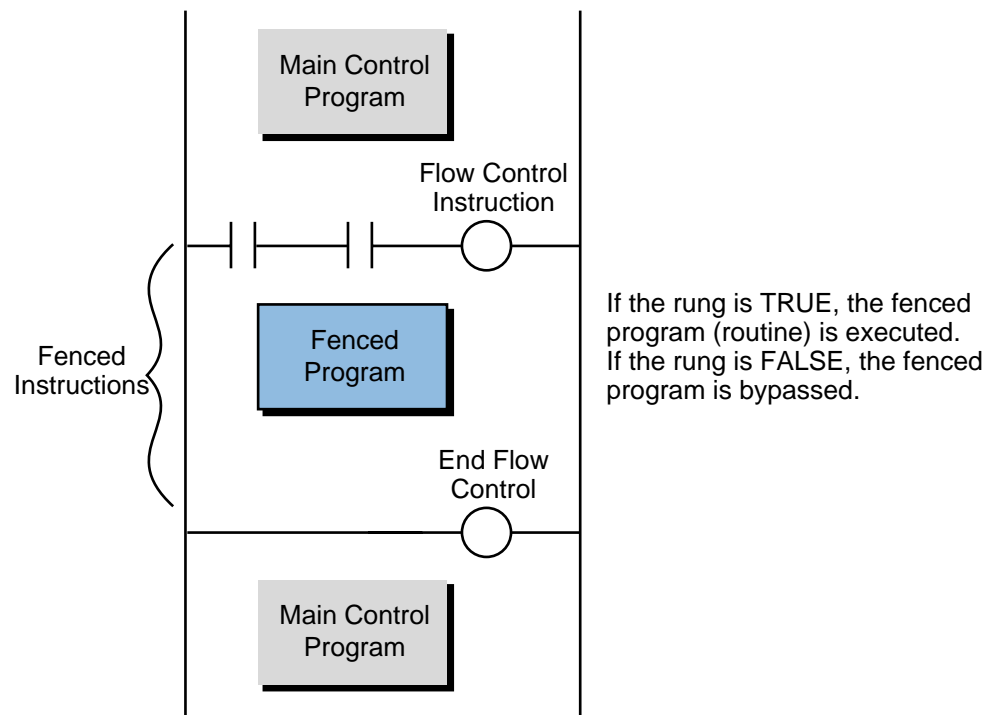 Main Control
Program
Flow Control
Instruction
Fenced
Instructions
Fenced
Program
If the rung is TRUE, the fenced
program (routine) is executed.
If the rung is FALSE, the fenced
program is bypassed.
End Flow
Control
Main Control
Program